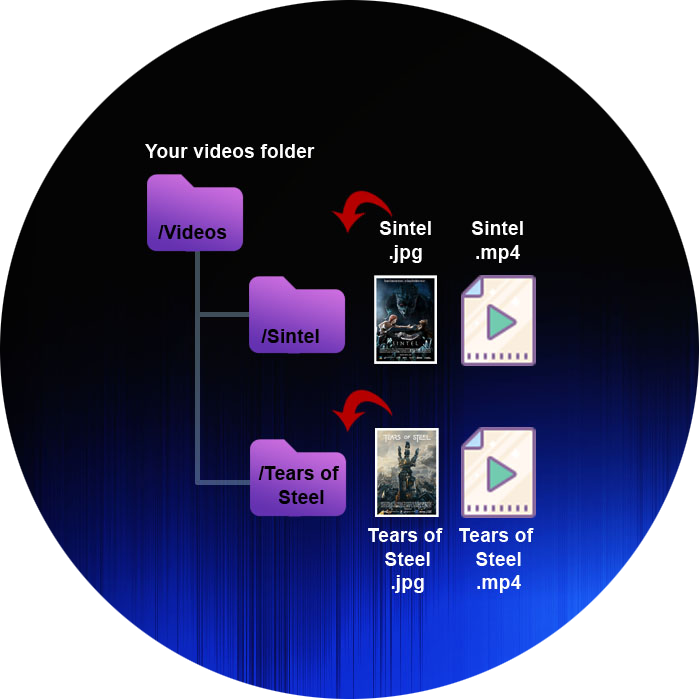 Your videos folder
/Videos
Sintel
.jpg
Sintel
.mp4
/Sintel
SINTEL
TEARS OF STEEL
/Tears of
Steel
Tears of
Steel
.jpg
Tears of
Steel
.mp4